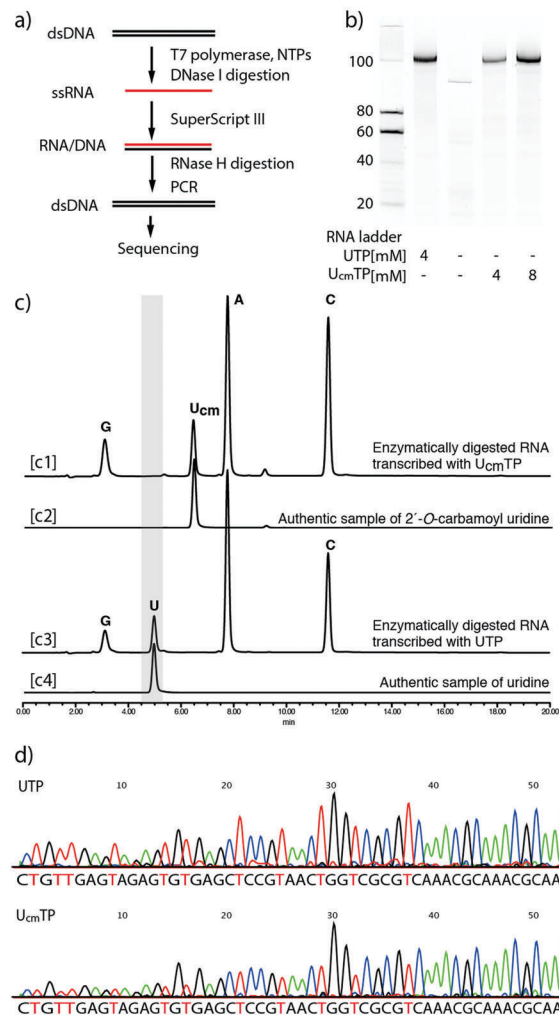 a)
dsDNA
T7 polymerase, NTPs
DNase I digestion
ssRNA
SuperScript III
RNA/DNA
RNase H digestion
PCR
dsDNA
Sequencing
b)
100
80
60
40
20
RNA ladder
UTP[mM] 4 - - -
UcmTP[mM] - - 4 8
c)
A
C
G
Ucm
[c1]
Enzymatically digested RNA
transcribed with UcmTP
[c2]
Authentic sample of 2´-O-carbamoyl uridine
C
G
U
[c3]
Enzymatically digested RNA
transcribed with UTP
[c4]
Authentic sample of uridine
0.00 2.00 4.00 6.00 8.00 10.00 12.00 14.00 16.00 18.00 20.00
min
d)
UTP
10 20 30 40 50
CTGTTGAGTAGAGTGTGAGCTCCGTAACTGGTCGCGTCAAACGCAAACGCAA
UcmTP
10 20 30 40 50
CTGTTGAGTAGAGTGTGAGCTCCGTAACTGGTCGCGTCAAACGCAAACGCAA